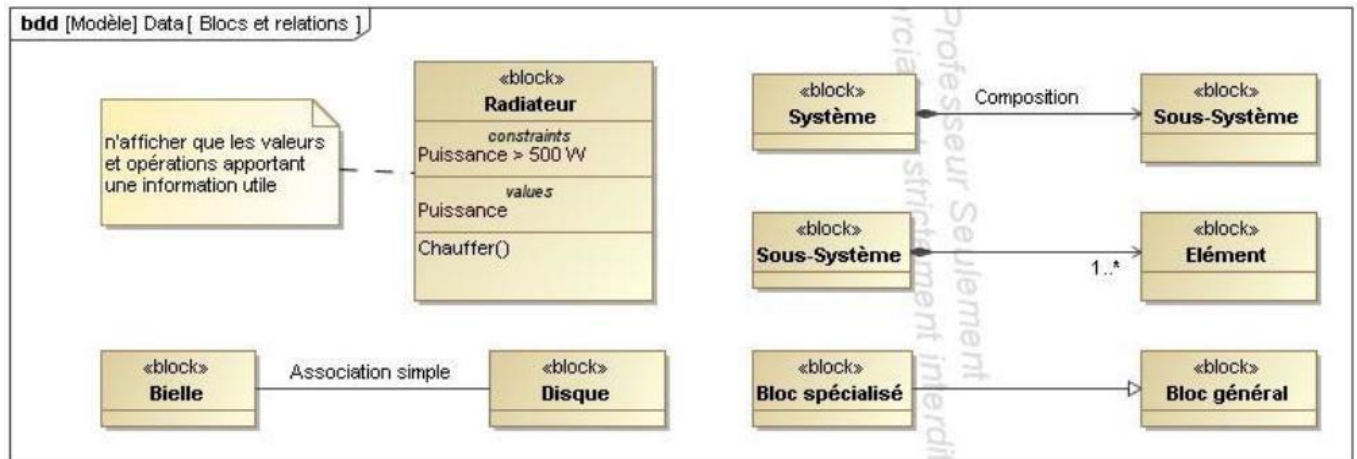 bdd [Modèle] Data [ Blocs et relations ]
n'afficher que les valeurs
et opérations apportant
une information utile
«block»
Radiateur
constraints
Puissance > 500 W
values
Puissance
Chauffer()
«block»
Bielle
Association simple
«block»
Disque
«block»
Système
Composition
«block»
Sous-Système
«block»
Sous-Système
1..*
«block»
Elément
«block»
Bloc spécialisé
«block»
Bloc général
Professeur Seulement
strictement interdit